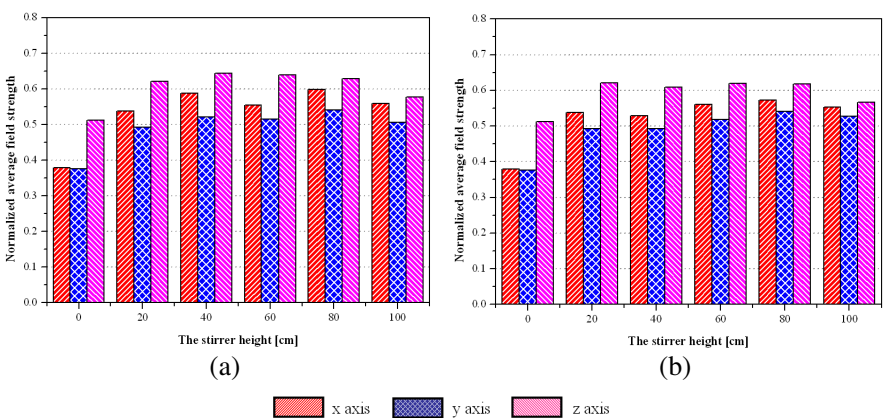 0.8
0.7
0.6
0.5
0.4
0.3
0.2
0.1
0.0
Normalized average field strength
0 20 40 60 80 100
The stirrer height [cm]
(a)
0.8
0.7
0.6
0.5
0.4
0.3
0.2
0.1
0.0
Normalized average field strength
0 20 40 60 80 100
The stirrer height [cm]
(b)
x axis y axis z axis